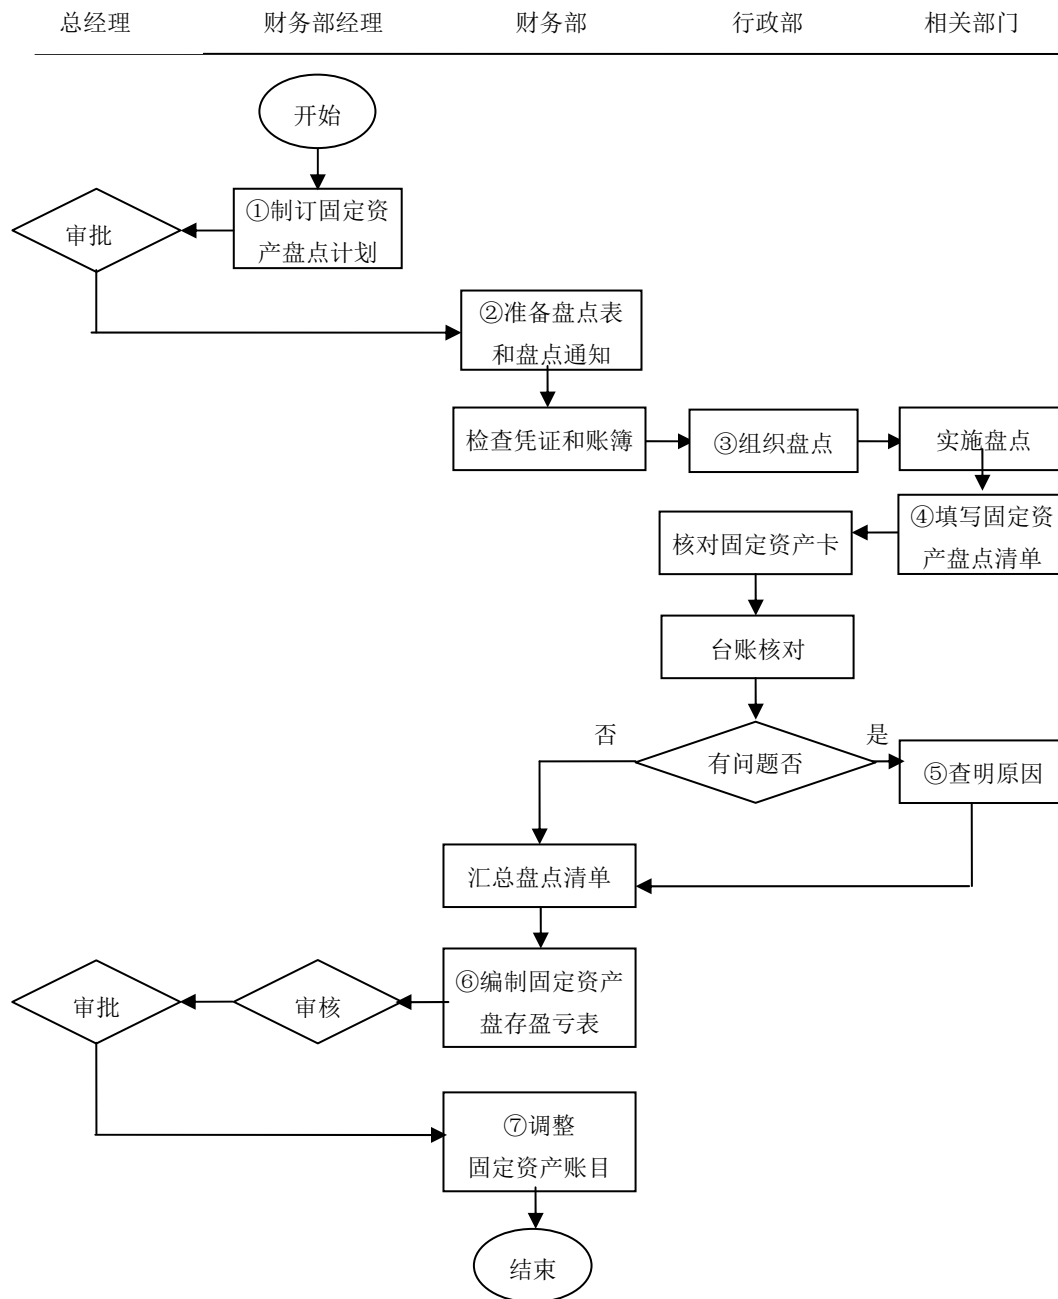 总经理 财务部经理 财务部 行政部 相关部门
开始
①制订固定资
产盘点计划
审批
②准备盘点表
和盘点通知
检查凭证和账簿
③组织盘点
实施盘点
④填写固定资
产盘点清单
核对固定资产卡
台账核对
有问题否
否
是
⑤查明原因
汇总盘点清单
⑥编制固定资产
盘存盈亏表
审核
审批
⑦调整
固定资产账目
结束